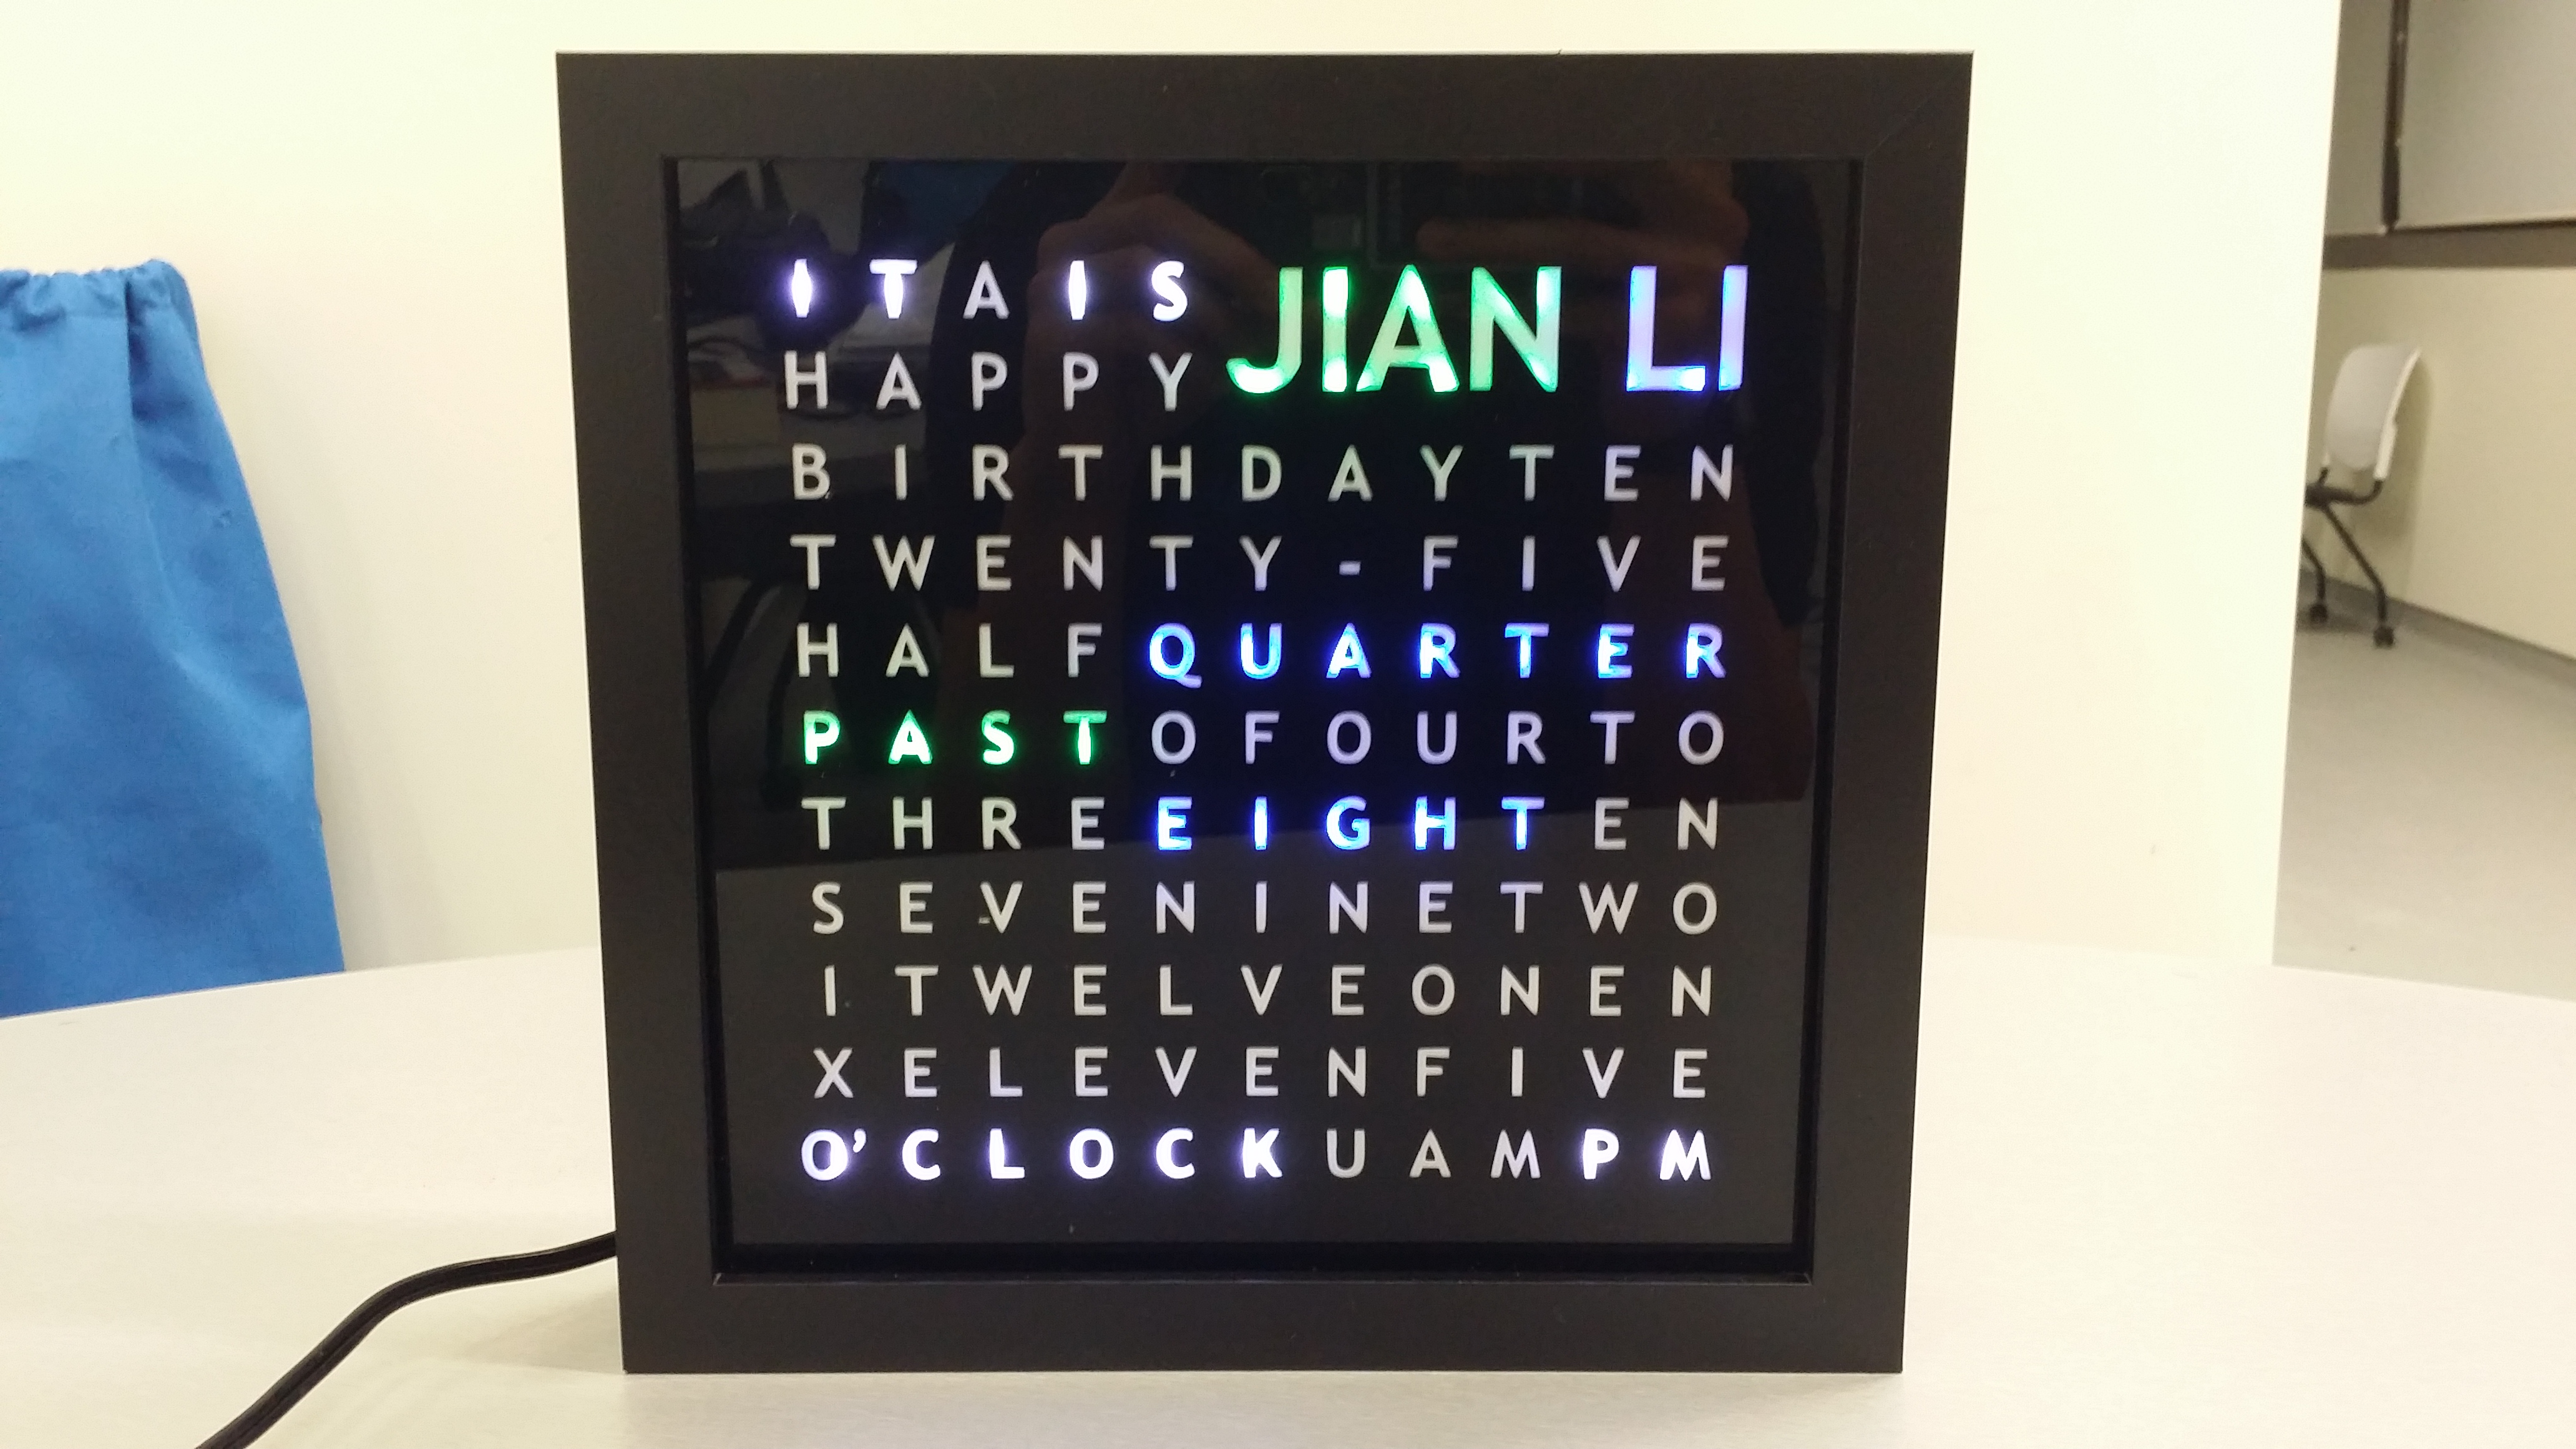 I T A I S JIAN LI
H A P P Y
B I R T H D A Y T E N
T W E N T Y - F I V E
H A L F Q U A R T E R
P A S T O F O U R T O
T H R E E I G H T E N
S E V E N I N E T W O
I T W E L V E O N E N
X E L E V E N F I V E
O' C L O C K U A M P M